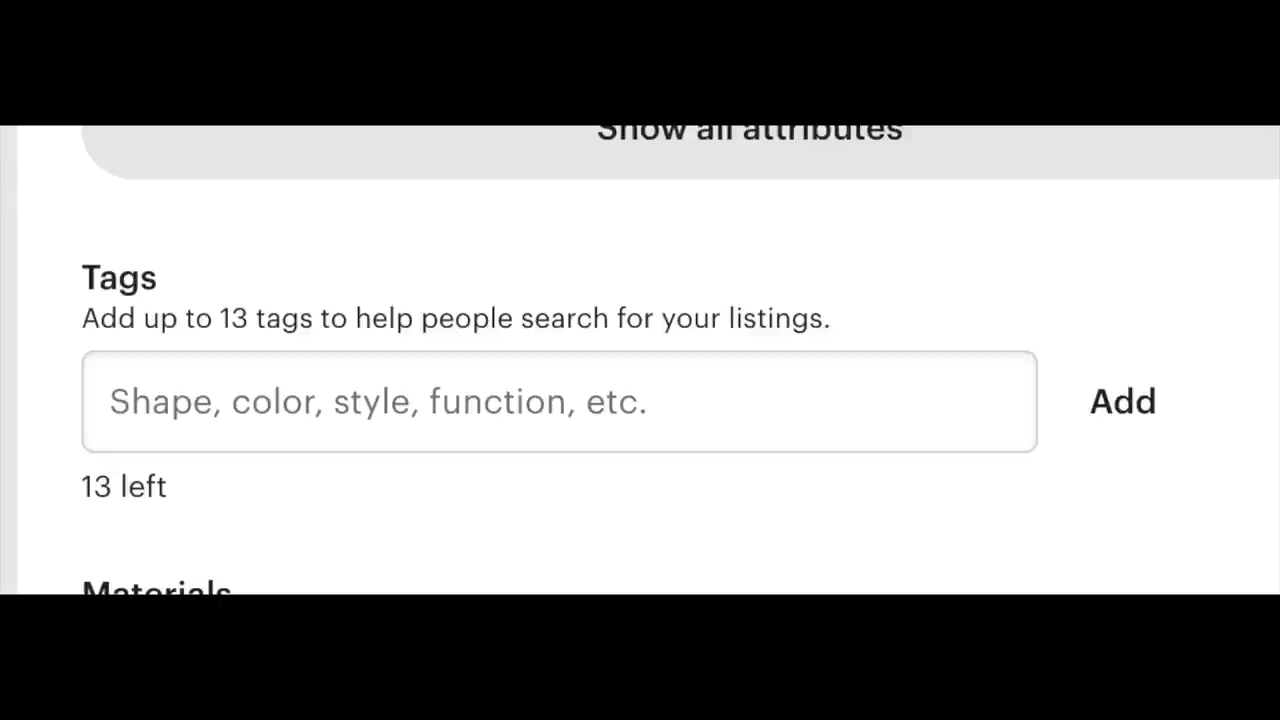 Show all attributes
Tags
Add up to 13 tags to help people search for your listings.
Shape, color, style, function, etc.
Add
13 left
Materials